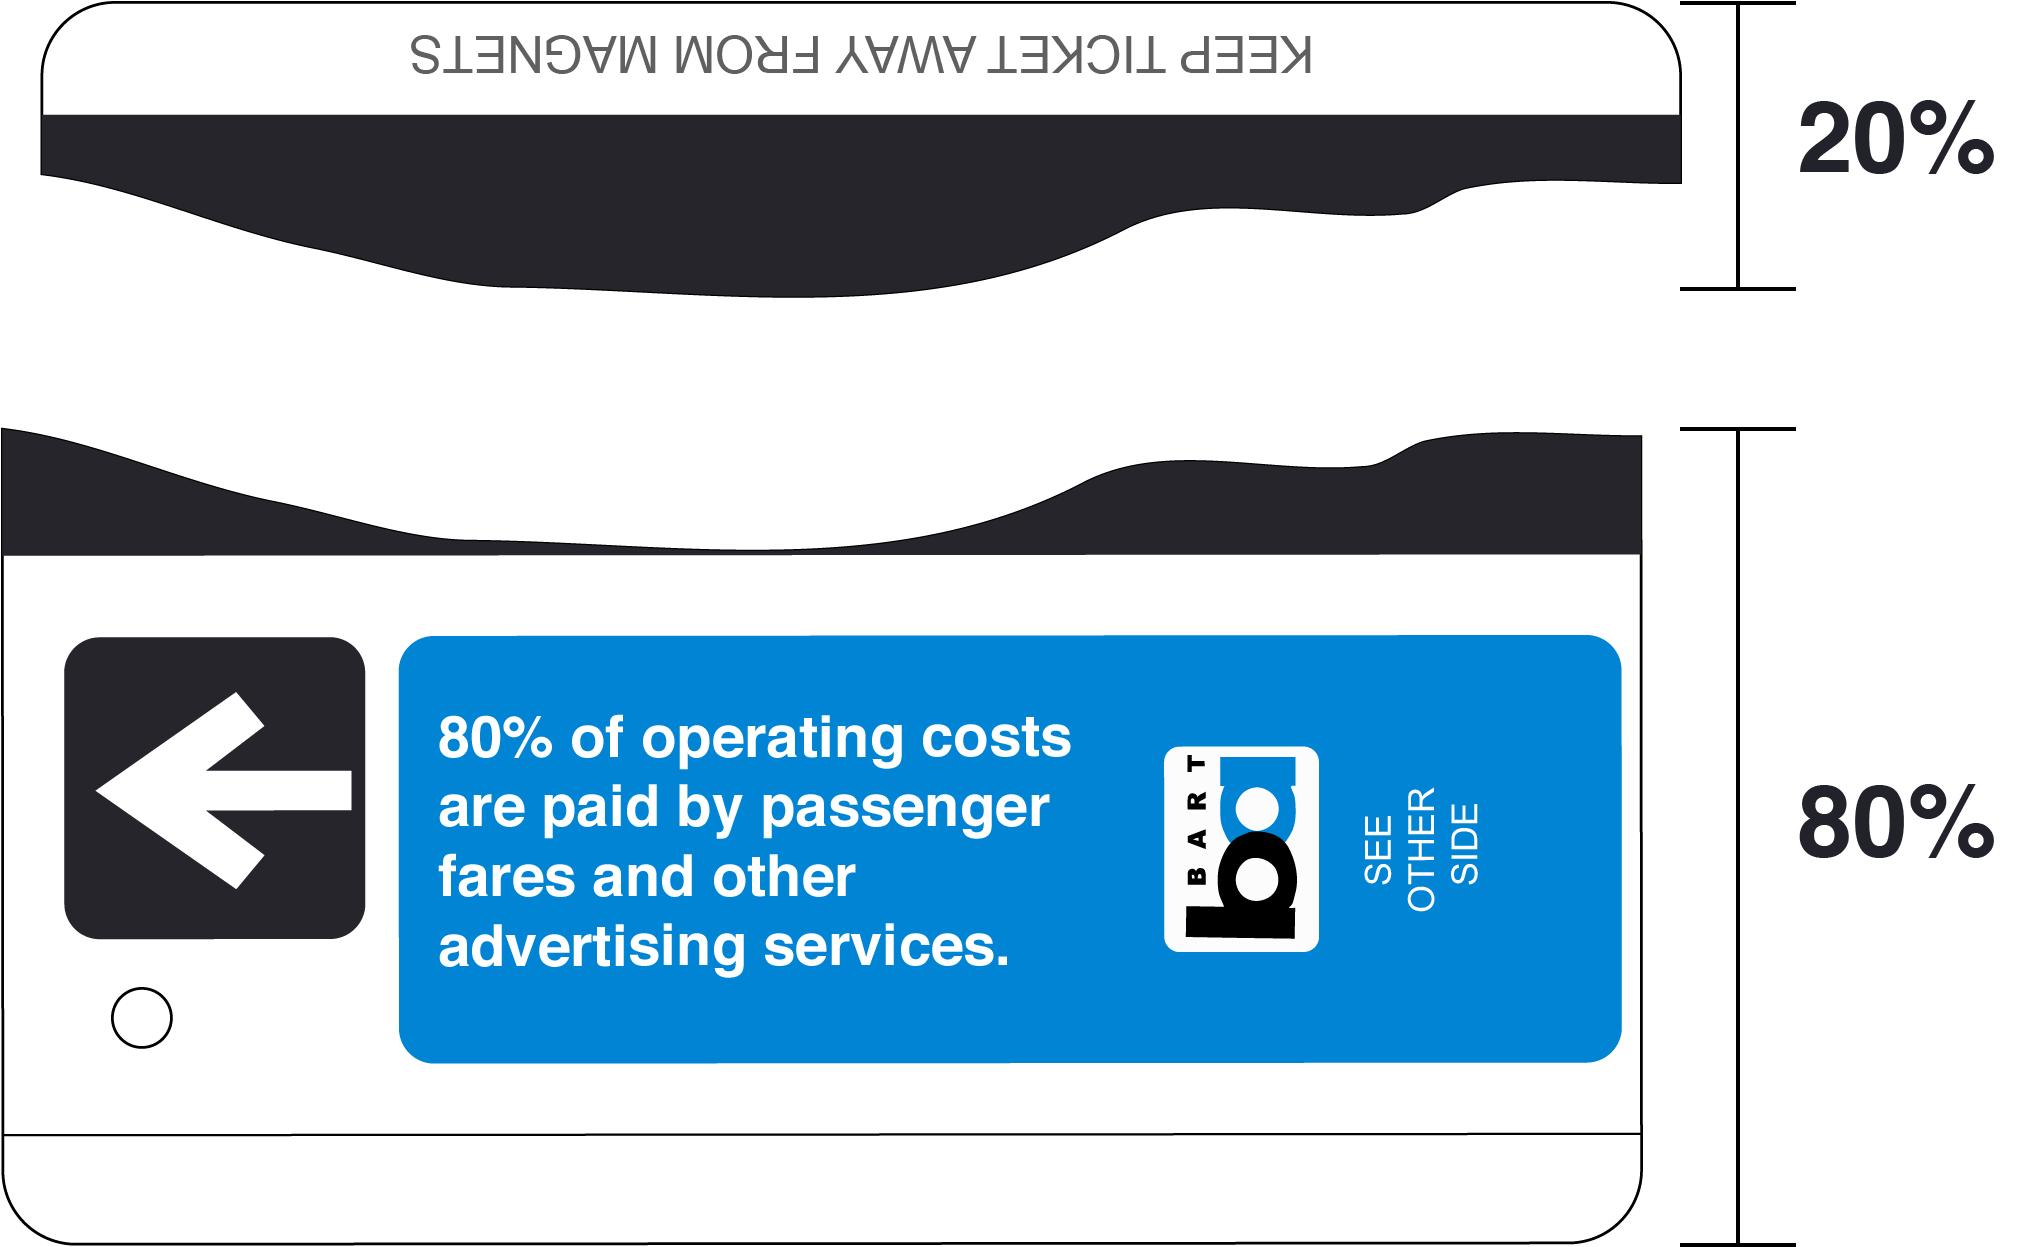 KEEP TICKET AWAY FROM MAGNETS
20%
80% of operating costs
are paid by passenger
fares and other
advertising services.
BART
ba
SEE
OTHER
SIDE
80%